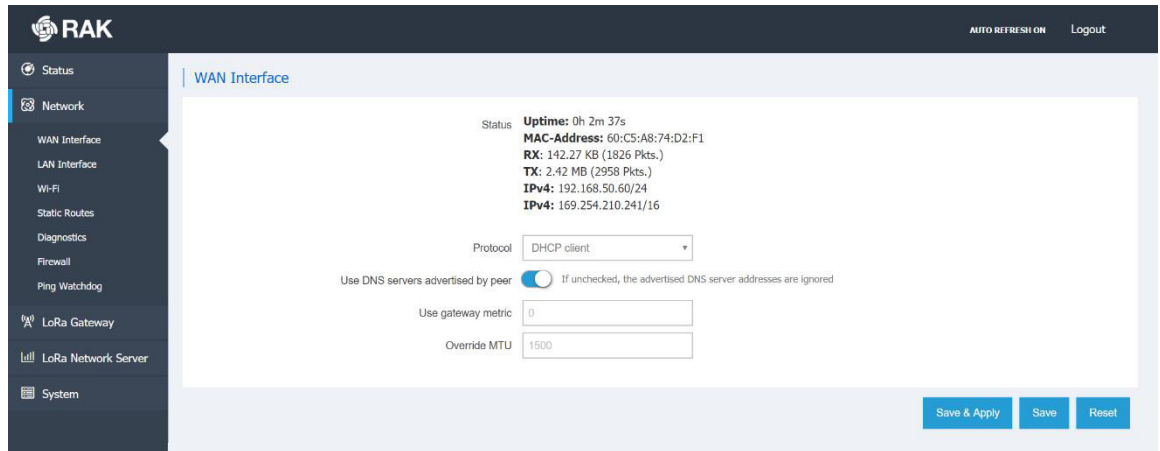 RAK
AUTO REFRESH ON Logout
Status
Network
WAN Interface
LAN Interface
Wi-Fi
Static Routes
Diagnostics
Firewall
Ping Watchdog
LoRa Gateway
LoRa Network Server
System
WAN Interface
Status Uptime: 0h 2m 37s
MAC-Address: 60:C5:A8:74:D2:F1
RX: 142.27 KB (1826 Pkts.)
TX: 2.42 MB (2958 Pkts.)
IPv4: 192.168.50.60/24
IPv4: 169.254.210.241/16
Protocol DHCP client
Use DNS servers advertised by peer If unchecked, the advertised DNS server addresses are ignored
Use gateway metric 0
Override MTU 1500
Save & Apply Save Reset